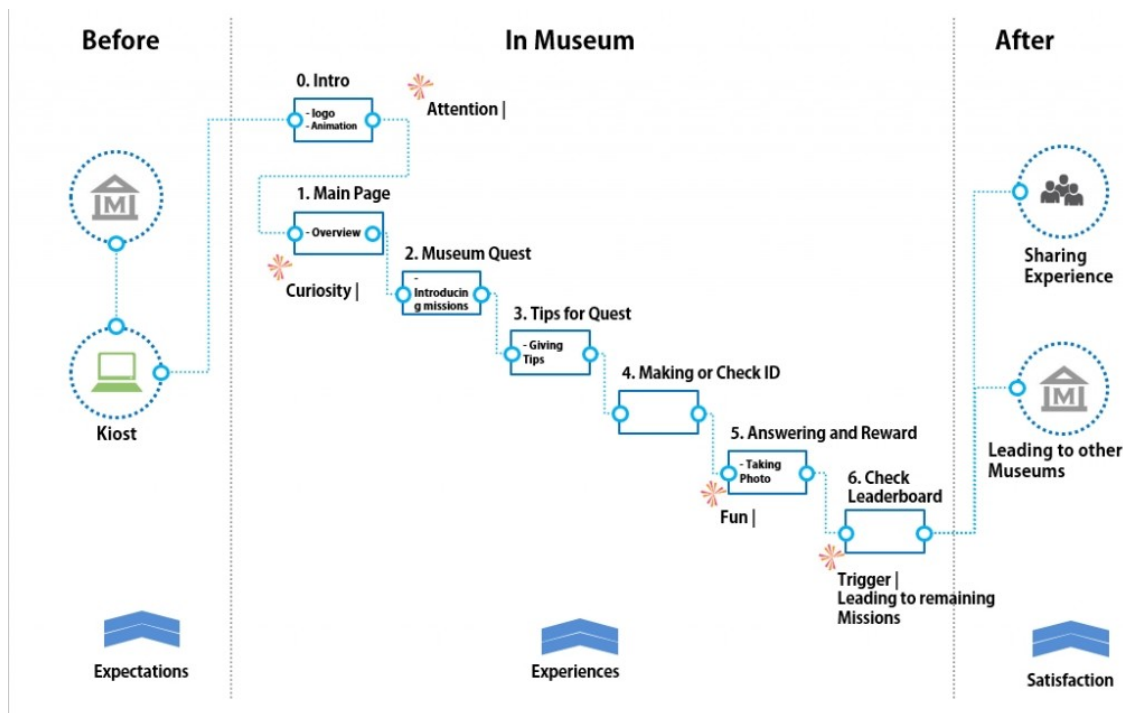 Before
In Museum
After
0. Intro
- logo
- Animation
Attention |
1. Main Page
- Overview
Curiosity |
2. Museum Quest
-
Introducin
g missions
3. Tips for Quest
- Giving
Tips
4. Making or Check ID
5. Answering and Reward
- Taking
Photo
Fun |
6. Check
Leaderboard
Trigger |
Leading to remaining
Missions
M
Kiost
Sharing
Experience
M
Leading to other
Museums
Expectations
Experiences
Satisfaction